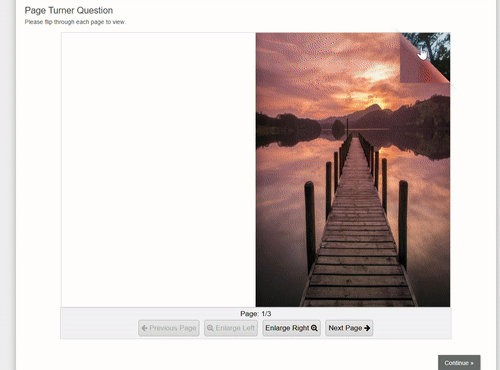 Page Turner Question
Please flip through each page to view
Page: 1/3
Previous Page
Enlarge Left
Enlarge Right
Next Page
Continue »